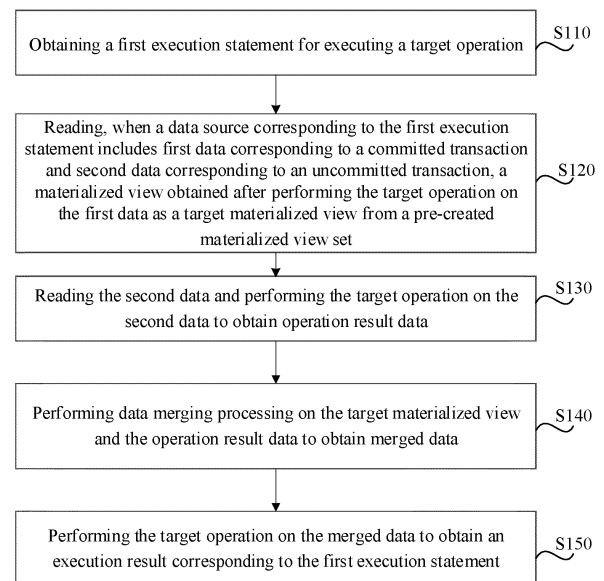 Obtaining a first execution statement for executing a target operation
S110
Reading, when a data source corresponding to the first execution
statement includes first data corresponding to a committed transaction
and second data corresponding to an uncommitted transaction, a
materialized view obtained after performing the target operation on
the first data as a target materialized view from a pre-created
materialized view set
S120
Reading the second data and performing the target operation on the
second data to obtain operation result data
S130
Performing data merging processing on the target materialized view
and the operation result data to obtain merged data
S140
Performing the target operation on the merged data to obtain an
execution result corresponding to the first execution statement
S150